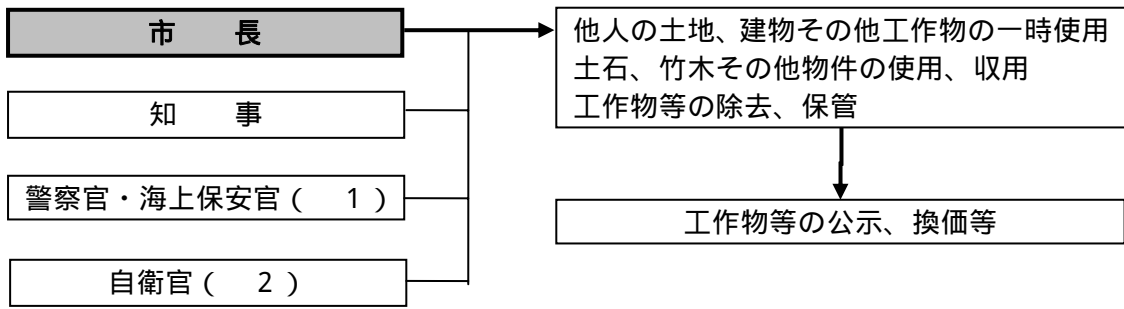 市　　長
知　　事
警察官・海上保安官（　1）
自衛官（　2）
他人の土地、建物その他工作物の一時使用
土石、竹木その他物件の使用、収用
工作物等の除去、保管
工作物等の公示、換価等